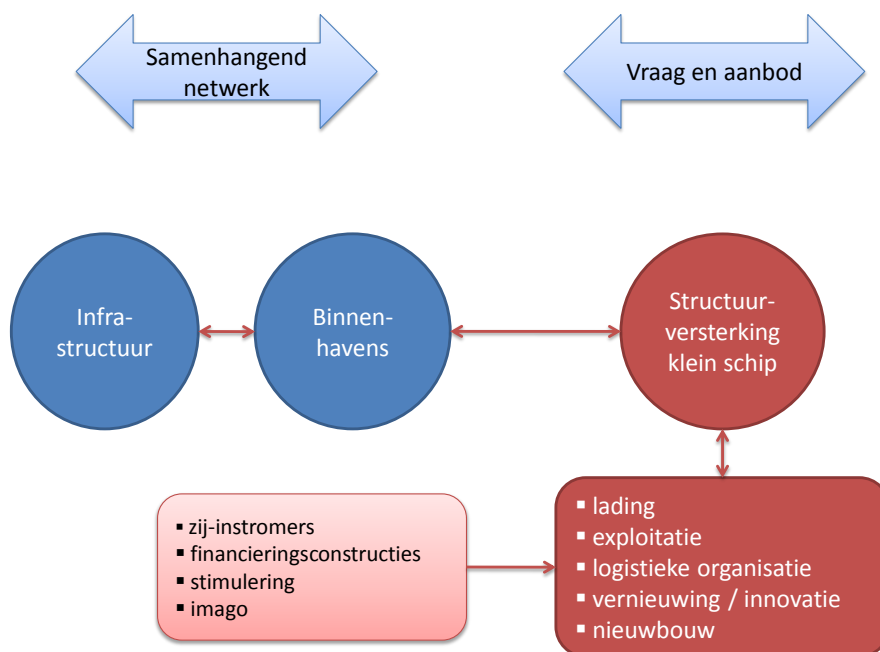 Samenhangend
netwerk
Vraag en aanbod
Infra-
structuur
Binnen-
havens
Structuur-
versterking
klein schip
▪ zij-instromers
▪ financieringsconstructies
▪ stimulering
▪ imago
▪ lading
▪ exploitatie
▪ logistieke organisatie
▪ vernieuwing / innovatie
▪ nieuwbouw